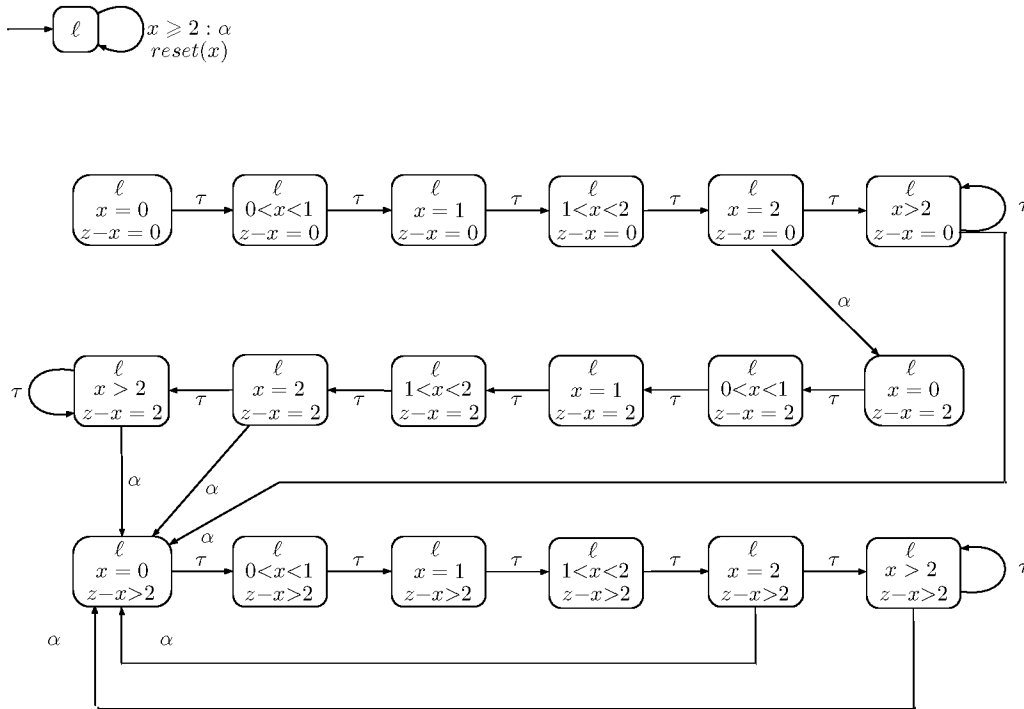 ℓ
x ⩾ 2 : α
reset(x)
ℓ
x = 0
z−x = 0
τ
ℓ
0<x<1
z−x = 0
τ
ℓ
x = 1
z−x = 0
τ
ℓ
1<x<2
z−x = 0
τ
ℓ
x = 2
z−x = 0
τ
ℓ
x>2
z−x = 0
τ
α
τ
ℓ
x > 2
z−x = 2
τ
ℓ
x = 2
z−x = 2
τ
ℓ
1<x<2
z−x = 2
τ
ℓ
x = 1
z−x = 2
τ
ℓ
0<x<1
z−x = 2
τ
ℓ
x = 0
z−x = 2
α
α
α
ℓ
x = 0
z−x>2
τ
ℓ
0<x<1
z−x>2
τ
ℓ
x = 1
z−x>2
τ
ℓ
1<x<2
z−x>2
τ
ℓ
x = 2
z−x>2
τ
ℓ
x > 2
z−x>2
τ
α
α